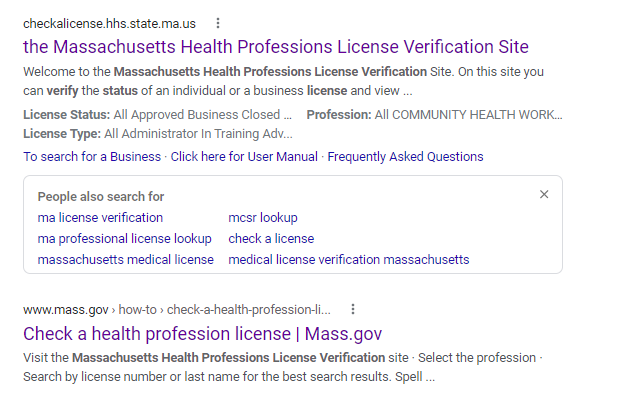 checkalicense.hhs.state.ma.us
the Massachusetts Health Professions License Verification Site
Welcome to the Massachusetts Health Professions License Verification Site. On this site you
can verify the status of an individual or a business license and view ...
License Status: All Approved Business Closed ... Profession: All COMMUNITY HEALTH WORK...
License Type: All Administrator In Training Adv...
To search for a Business · Click here for User Manual · Frequently Asked Questions
People also search for
ma license verification mcsr lookup
ma professional license lookup check a license
massachusetts medical license medical license verification massachusetts
www.mass.gov › how-to › check-a-health-profession-li...
Check a health profession license | Mass.gov
Visit the Massachusetts Health Professions License Verification site · Select the profession ·
Search by license number or last name for the best search results. Spell ...